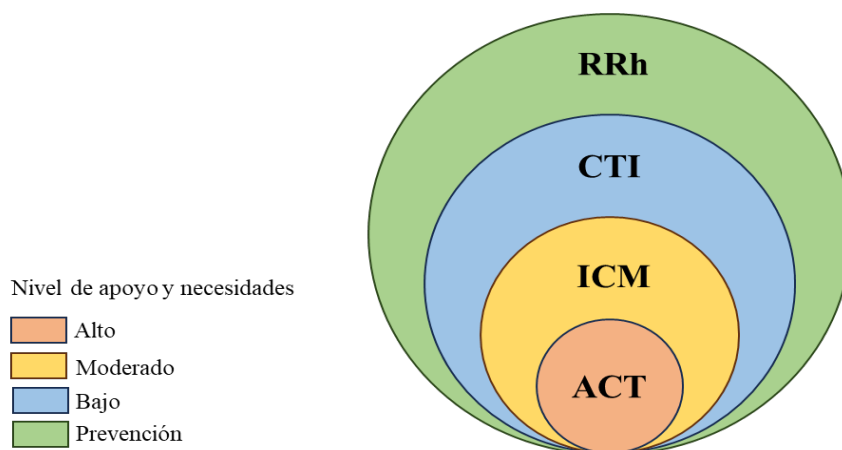 RRh
CTI
ICM
ACT
Nivel de apoyo y necesidades
Alto
Moderado
Bajo
Prevención